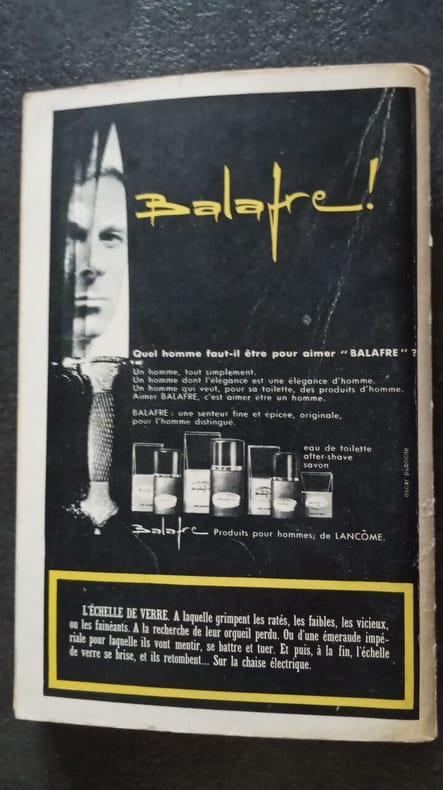 Balafre!
Quel homme faut-il être pour aimer "BALAFRE" ?
Un homme, tout simplement.
Un homme dont l'élégance est une élégance d'homme.
Un homme qui veut, pour sa toilette, des produits d'homme.
Aimer BALAFRE, c'est aimer être un homme.
BALAFRE : une senteur fine et épicée, originale,
pour l'homme distingué.
eau de toilette
after-shave
savon
oscar publicité
Balafre Produits pour hommes, de LANCÔME.
L'ÉCHELLE DE VERRE. A laquelle grimpent les ratés, les faibles, les vicieux,
ou les fainéants. A la recherche de leur orgueil perdu. Ou d'une émeraude impé-
riale pour laquelle ils vont mentir, se battre et tuer. Et puis, à la fin, l'échelle
de verre se brise, et ils retombent... Sur la chaise électrique.